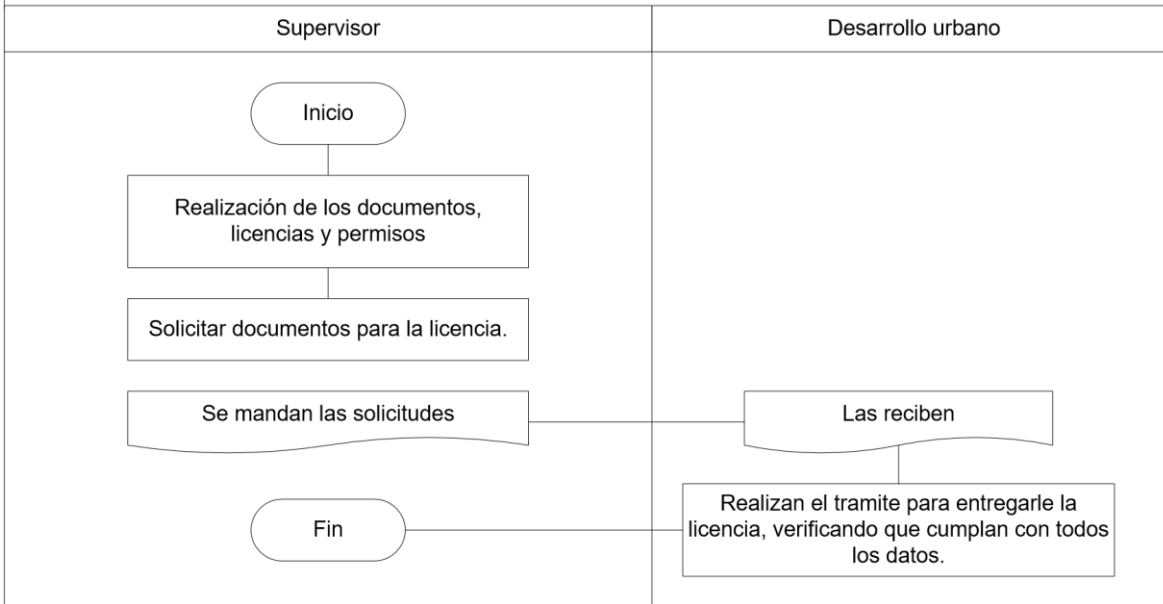 Supervisor
Desarrollo urbano
Inicio
Realización de los documentos,
licencias y permisos
Solicitar documentos para la licencia.
Se mandan las solicitudes
Las reciben
Realizan el tramite para entregarle la
licencia, verificando que cumplan con todos
los datos.
Fin